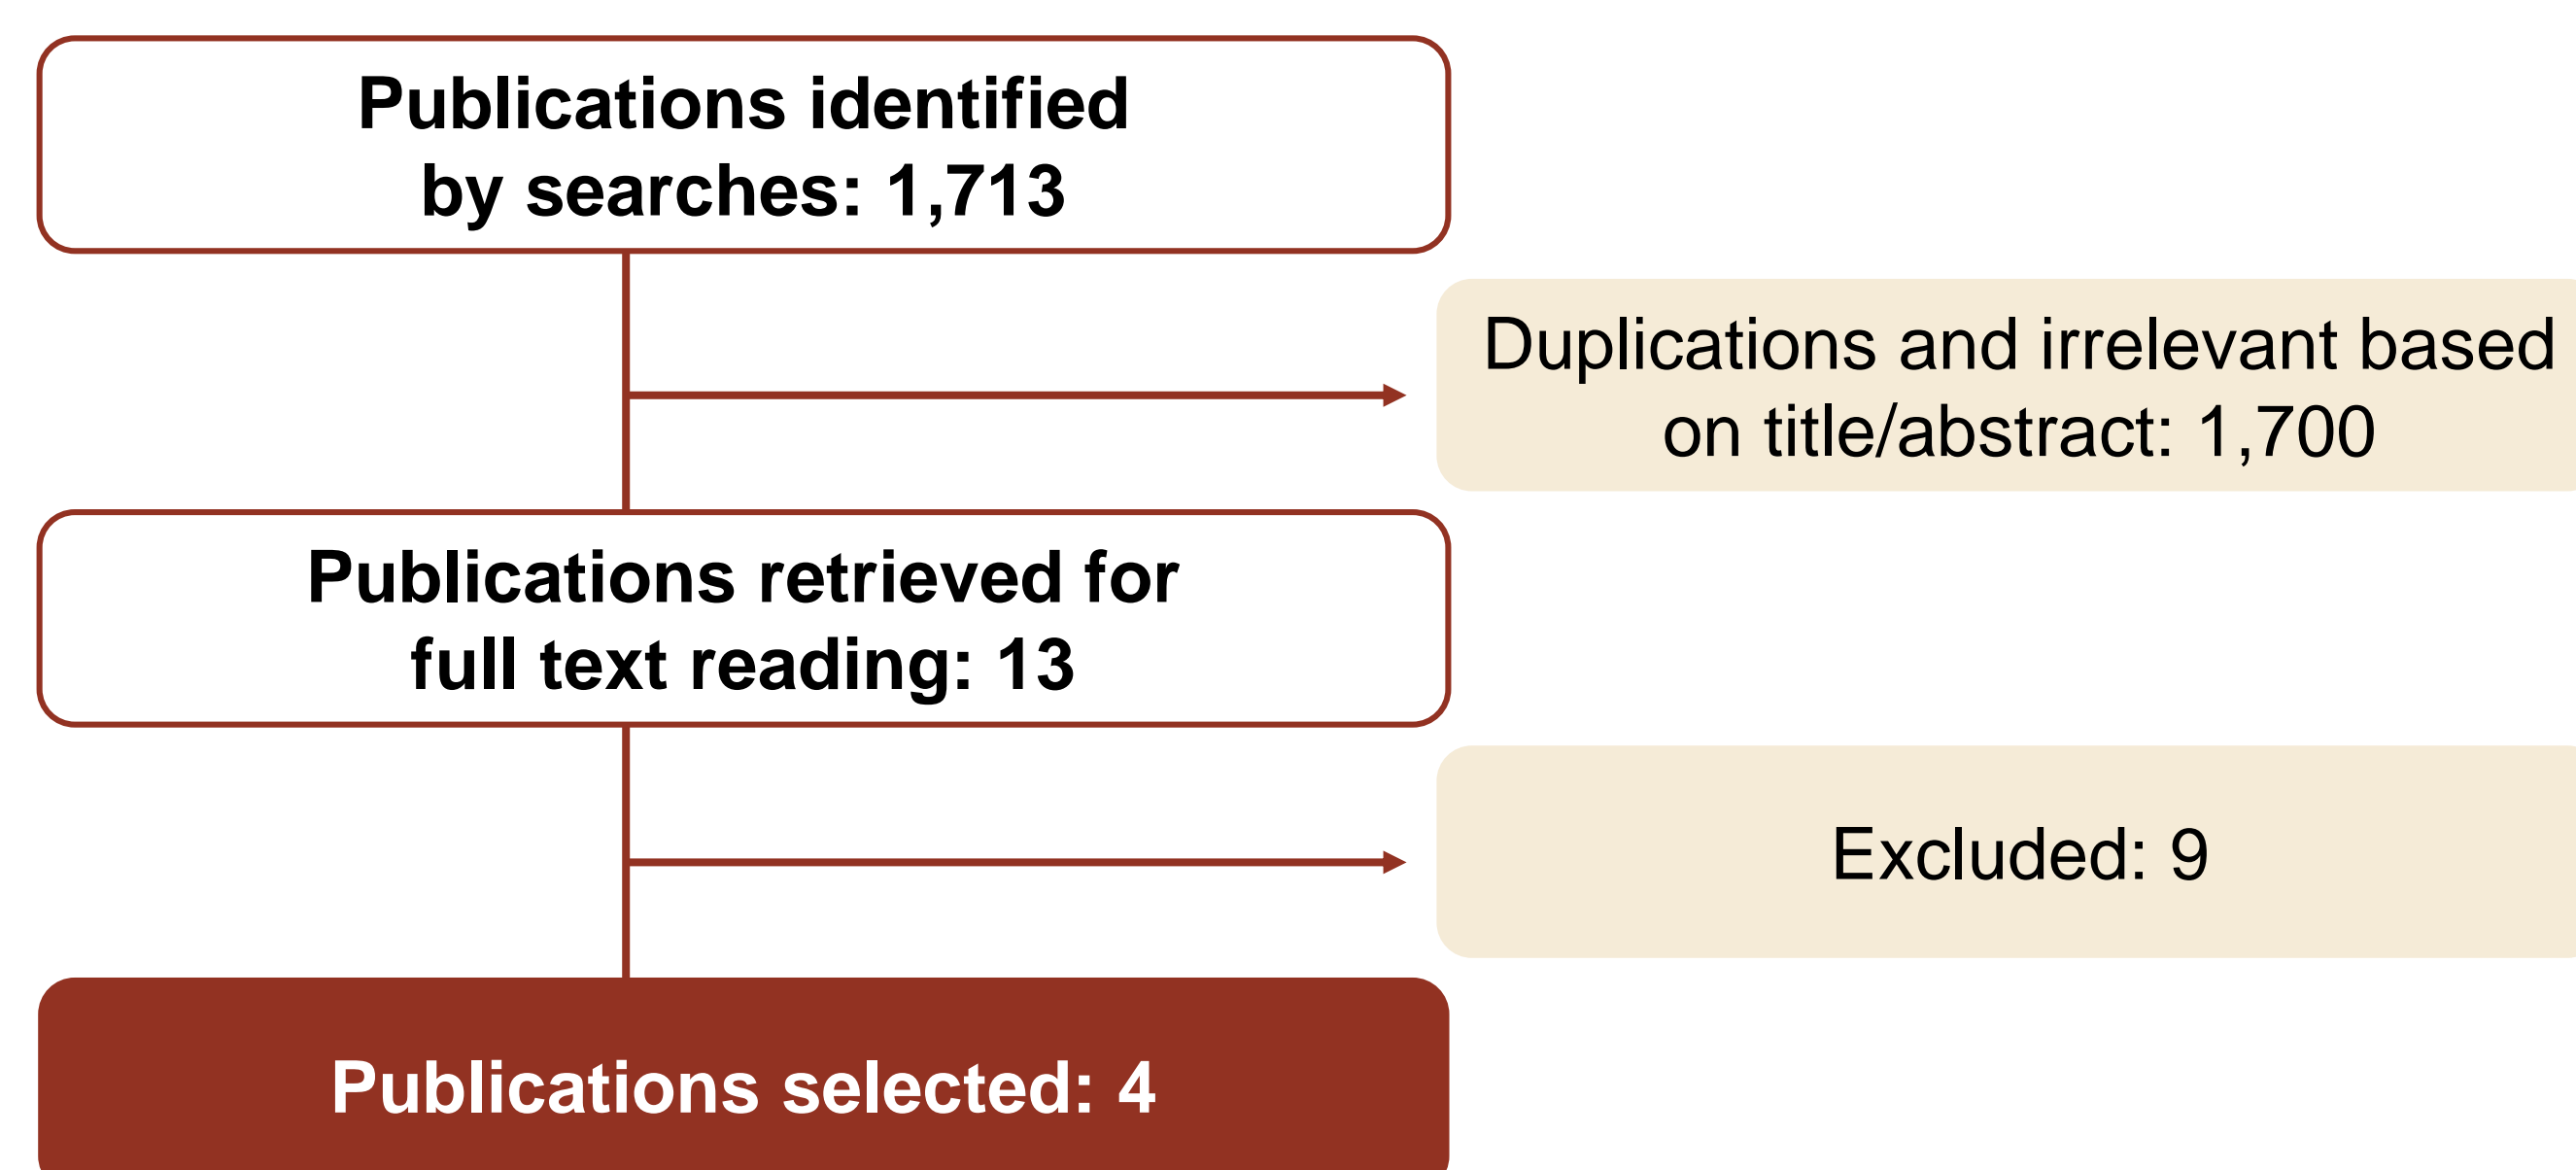 Publications identified
by searches: 1,713
Duplications and irrelevant based
on title/abstract: 1,700
Publications retrieved for
full text reading: 13
Excluded: 9
Publications selected: 4